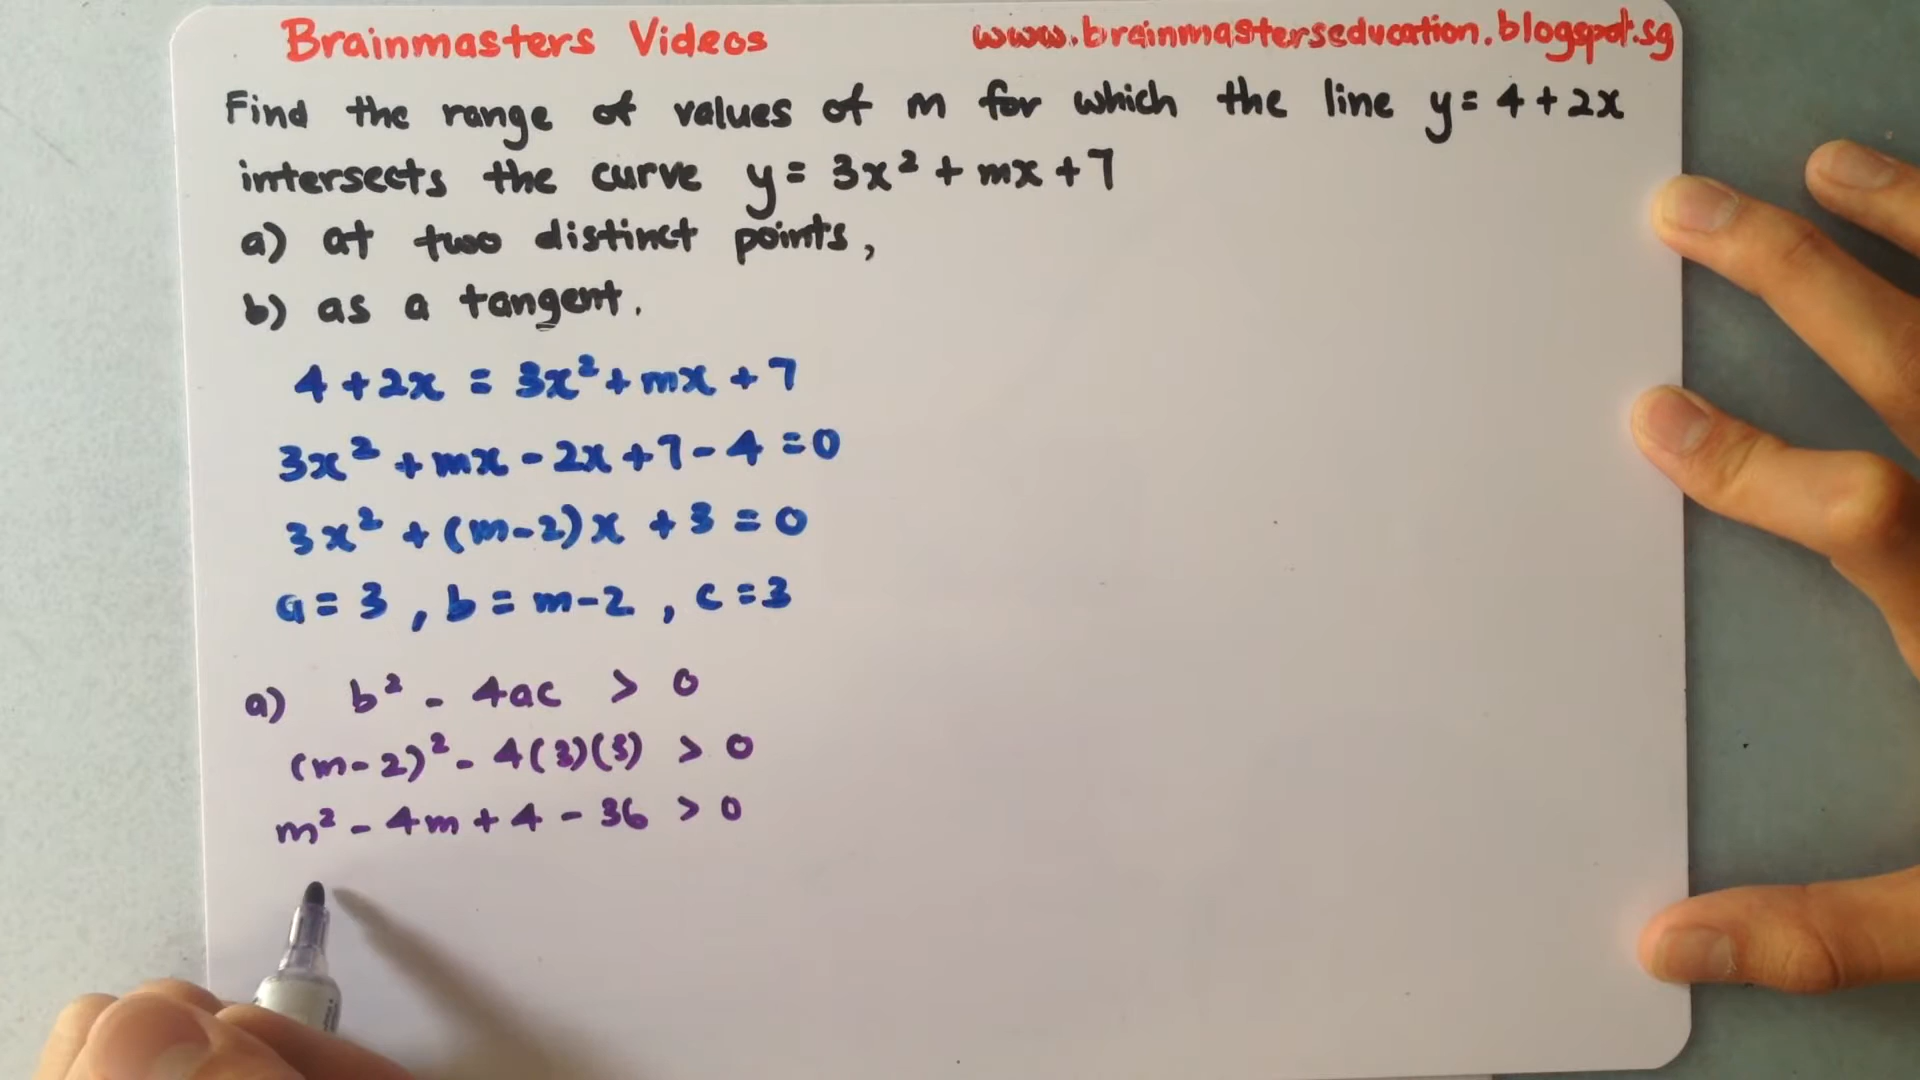 Brainmasters Videos www.brainmasterseducation.blogspot.sg
Find the range of values of m for which the line y = 4 + 2x
intersects the curve y = 3x² + mx + 7
a) at two distinct points,
b) as a tangent.
4 + 2x = 3x² + mx + 7
3x² + mx - 2x + 7 - 4 = 0
3x² + (m-2)x + 3 = 0
a = 3 , b = m-2 , c = 3
a) b² - 4ac > 0
(m-2)² - 4(3)(3) > 0
m² - 4m + 4 - 36 > 0